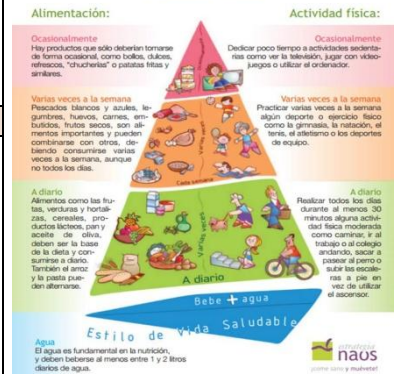 Alimentación:
Ocasionalmente
Hay productos que sólo deberían tomarse
de forma ocasional, como bollos, dulces,
refrescos, "chucherías" o patatas fritas y
similares.
Varias veces a la semana
Pescados blancos y azules, le-
gumbres, huevos, carnes, em-
butidos, frutos secos, son ali-
mentos importantes y pueden
combinarse con otros, de-
biendo consumirse varias
veces a la semana, aunque
no todos los días.
A diario
Alimentos como las fru-
tas, verduras y hortali-
zas, cereales, pro-
ductos lácteos, pan y
aceite de oliva,
deben ser la base
de la dieta y con-
sumirse a diario.
También el arroz
y la pasta pue-
den alternarse.
Agua
El agua es fundamental en la nutrición,
y deben beberse al menos entre 1 y 2 litros
diarios de agua.
Varias veces
Cada semana
Varias veces
A diario
Bebe + agua
Estilo de Vida Saludable
Actividad física:
Ocasionalmente
Dedicar poco tiempo a actividades sedenta-
rias como ver la televisión, jugar con video-
juegos o utilizar el ordenador.
Varias veces a la semana
Practicar varias veces a la semana
algún deporte o ejercicio físico
como la gimnasia, la natación, el
tenis, el atletismo o los deportes
de equipo.
A diario
Realizar todos los días
durante al menos 30
minutos alguna activi-
dad física moderada
como caminar, ir al
trabajo o al colegio
andando, sacar a
pasear al perro o
subir las escale-
ras a pie en
vez de utilizar
el ascensor.
estrategia
naos
¡come sano y muévete!